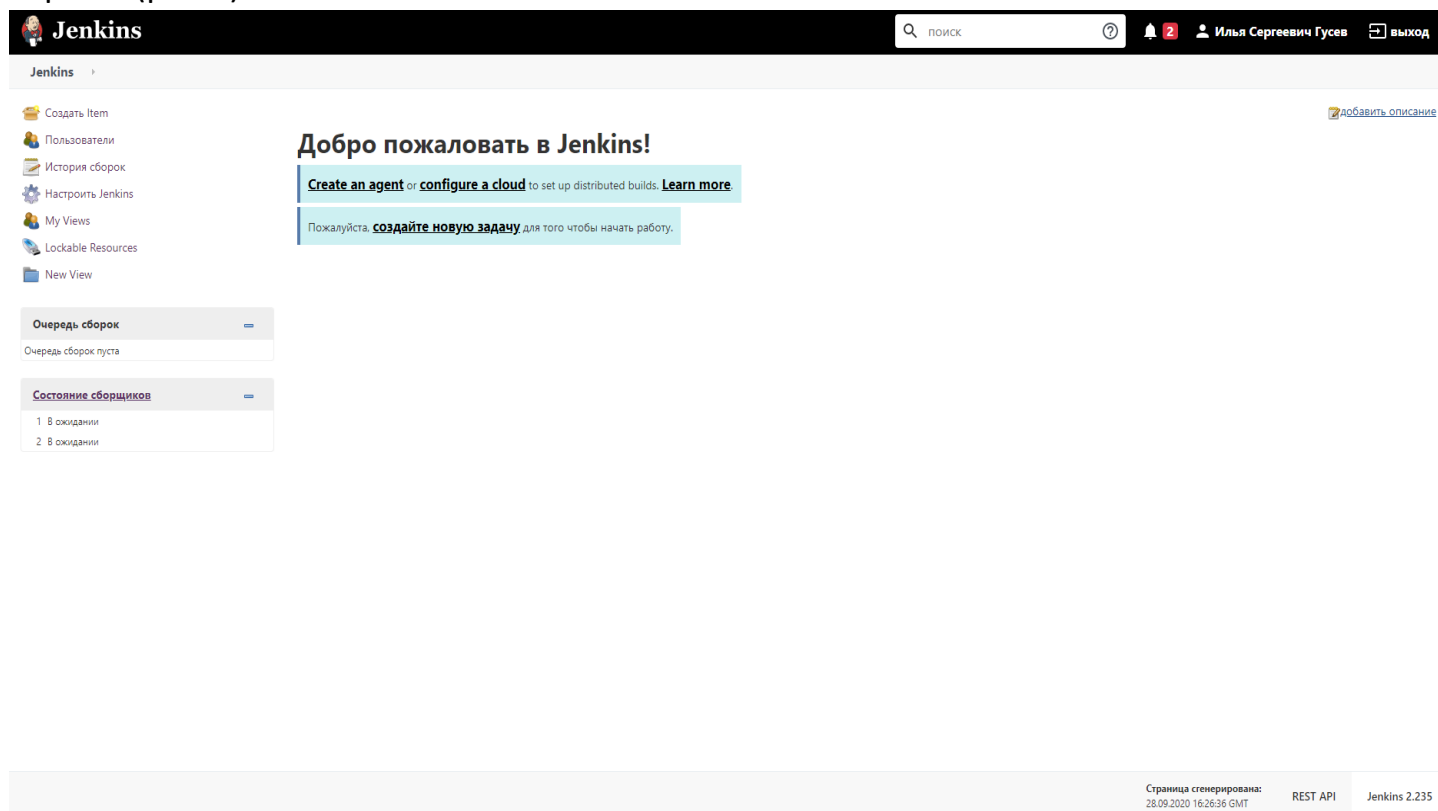 Jenkins
поиск
2
Илья Сергеевич Гусев
выход
Jenkins
добавить описание
Создать Item
Пользователи
История сборок
Настроить Jenkins
My Views
Lockable Resources
New View
Очередь сборок
Очередь сборок пуста
Состояние сборщиков
1 В ожидании
2 В ожидании
Добро пожаловать в Jenkins!
Create an agent or configure a cloud to set up distributed builds. Learn more.
Пожалуйста, создайте новую задачу для того чтобы начать работу.
Страница сгенерирована:
28.09.2020 16:26:36 GMT
REST API
Jenkins 2.235